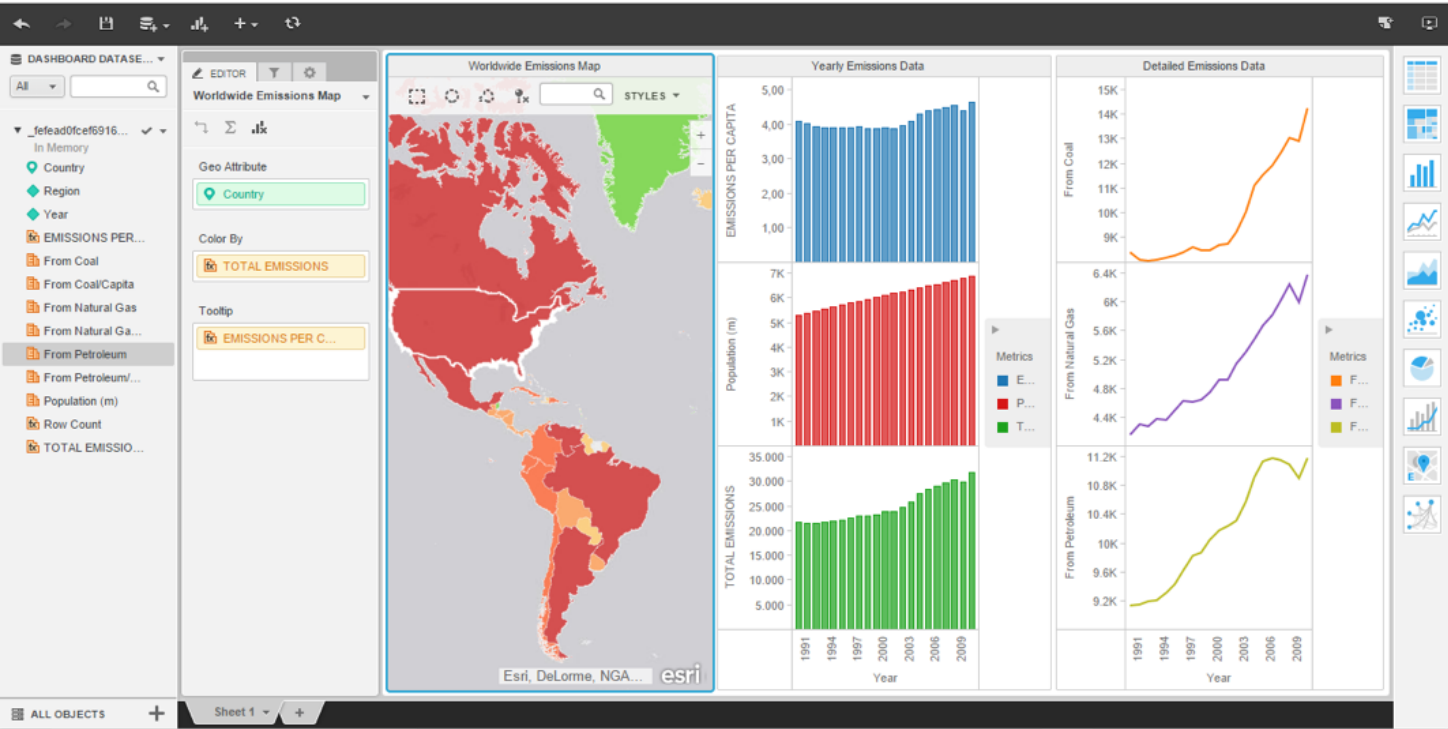 DASHBOARD DATASE...
All
_fefead0fcef6916...
In Memory
Country
Region
Year
EMISSIONS PER...
From Coal
From Coal/Capita
From Natural Gas
From Natural Ga...
From Petroleum
From Petroleum/...
Population (m)
Row Count
TOTAL EMISSIO...
ALL OBJECTS
EDITOR
Worldwide Emissions Map
Geo Attribute
Country
Color By
TOTAL EMISSIONS
Tooltip
EMISSIONS PER C...
Worldwide Emissions Map
STYLES
+
−
Esri, DeLorme, NGA...
esri
Yearly Emissions Data
EMISSIONS PER CAPITA
5,00
4,00
3,00
2,00
1,00
Population (m)
7K
6K
5K
4K
3K
2K
1K
TOTAL EMISSIONS
35.000
30.000
25.000
20.000
15.000
10.000
5.000
1991 1994 1997 2000 2003 2006 2009
Year
Metrics
E...
P...
T...
Detailed Emissions Data
From Coal
15K
14K
13K
12K
11K
10K
9K
From Natural Gas
6.4K
6K
5.6K
5.2K
4.8K
4.4K
From Petroleum
11.2K
10.8K
10.4K
10K
9.6K
9.2K
1991 1994 1997 2000 2003 2006 2009
Year
Metrics
F...
F...
F...
Sheet 1
+